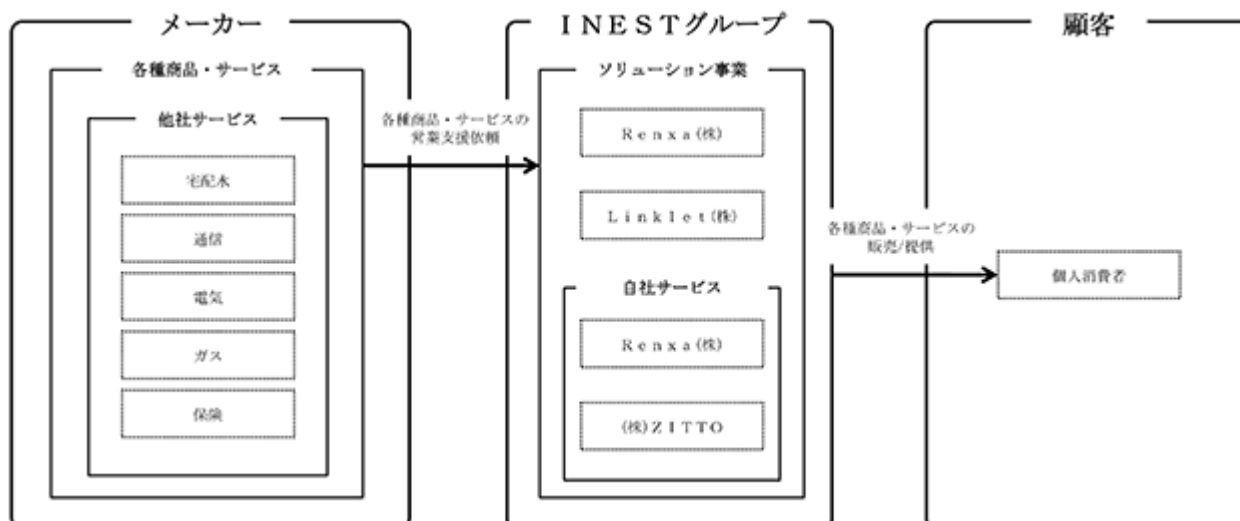 メーカー
各種商品・サービス
他社サービス
宅配水
通信
電気
ガス
保険
各種商品・サービスの
営業支援依頼
ＩＮＥＳＴグループ
ソリューション事業
Ｒｅｎｘａ(株)
Ｌｉｎｋｌｅｔ(株)
自社サービス
Ｒｅｎｘａ(株)
(株)ＺＩＴＴＯ
各種商品・サービスの
販売/提供
顧客
個人消費者